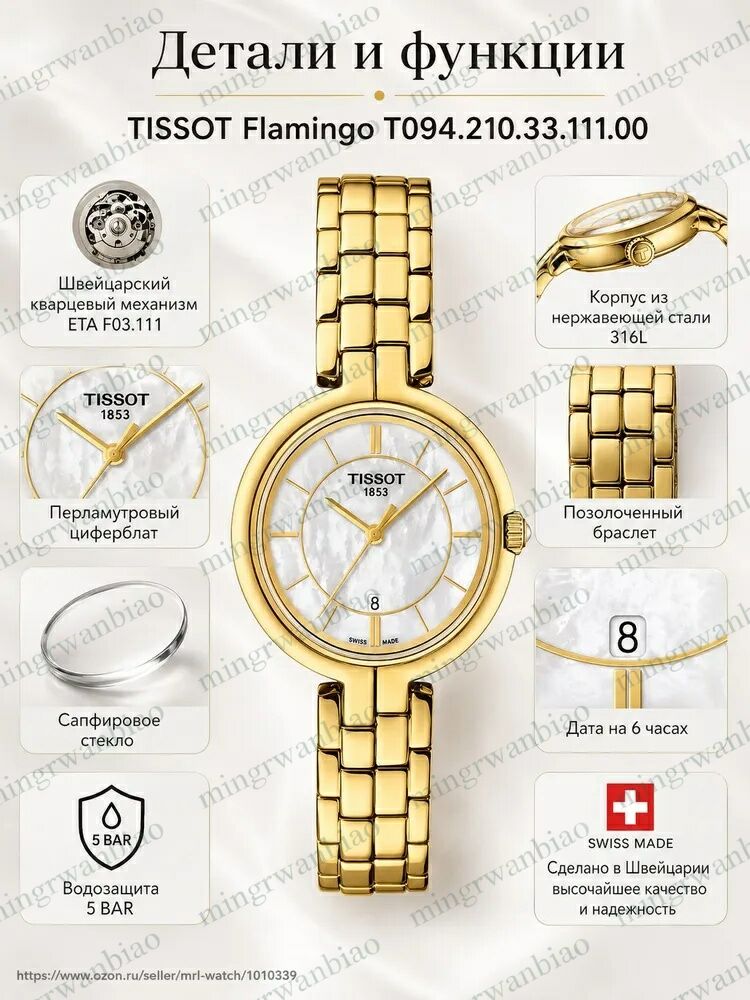 Детали и функции
TISSOT Flamingo T094.210.33.111.00
Швейцарский
кварцевый механизм
ETA F03.111
Корпус из
нержавеющей стали
316L
TISSOT
1853
Перламутровый
циферблат
TISSOT
1853
8
SWISS MADE
Позолоченный
браслет
Сапфировое
стекло
8
Дата на 6 часах
5 BAR
Водозащита
5 BAR
SWISS MADE
Сделано в Швейцарии
высочайшее качество
и надежность
https://www.ozon.ru/seller/mrl-watch/1010339
mingrwanbiao